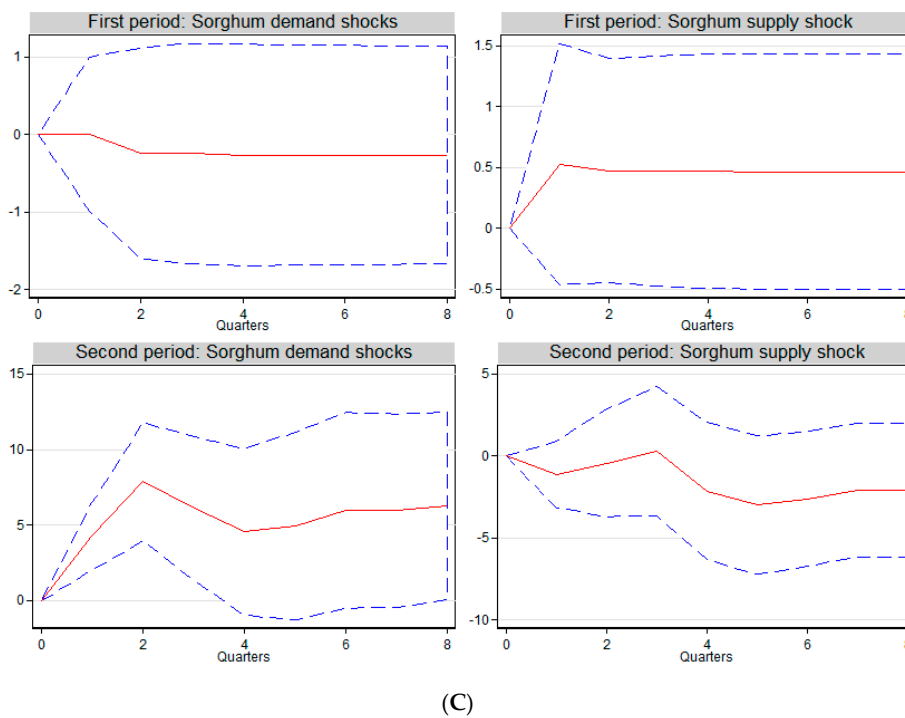 First period: Sorghum demand shocks
1
0
-1
-2
0 2 4 6 8
Quarters
First period: Sorghum supply shock
1.5
1
0.5
0
-0.5
0 2 4 6 8
Quarters
Second period: Sorghum demand shocks
15
10
5
0
0 2 4 6 8
Quarters
Second period: Sorghum supply shock
5
0
-5
-10
0 2 4 6
Quarters
(C)